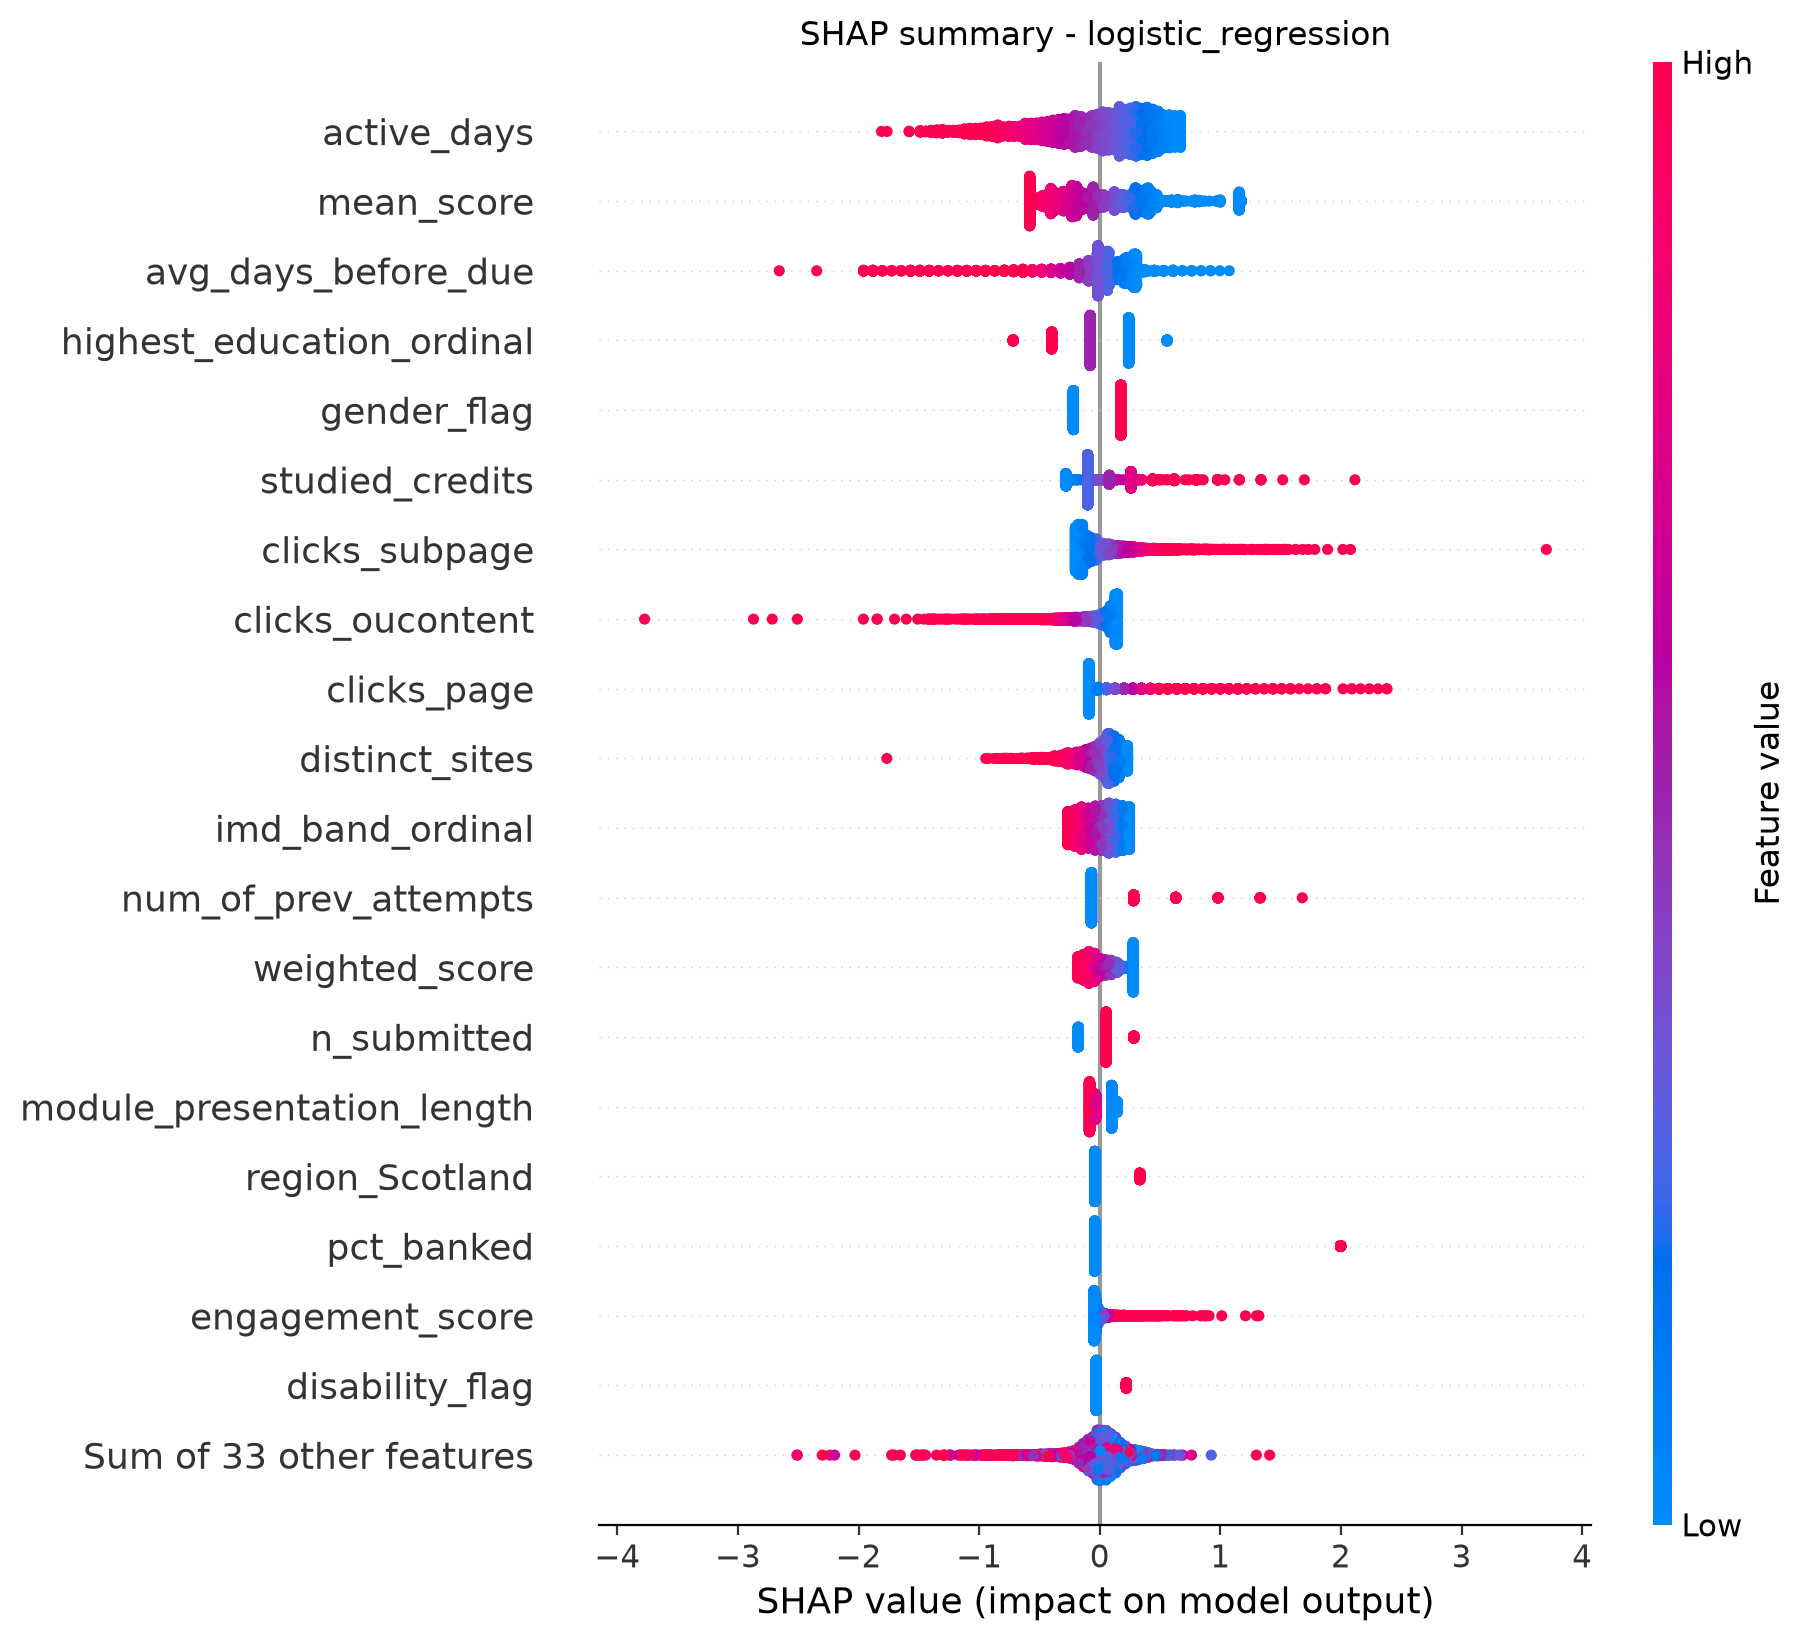 SHAP summary - logistic_regression
High
active_days
mean_score
avg_days_before_due
highest_education_ordinal
gender_flag
studied_credits
clicks_subpage
clicks_oucontent
clicks_page
distinct_sites
imd_band_ordinal
num_of_prev_attempts
weighted_score
n_submitted
module_presentation_length
region_Scotland
pct_banked
engagement_score
disability_flag
Sum of 33 other features
Feature value
Low
−4 −3 −2 −1 0 1 2 3 4
SHAP value (impact on model output)